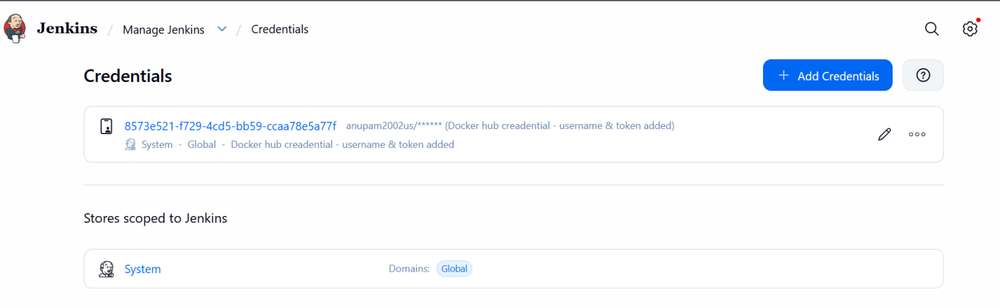 Jenkins / Manage Jenkins / Credentials
Credentials
+ Add Credentials
8573e521-f729-4cd5-bb59-ccaa78e5a77f anupam2002us/****** (Docker hub creadential - username & token added)
System - Global - Docker hub creadential - username & token added
Stores scoped to Jenkins
System Domains: Global